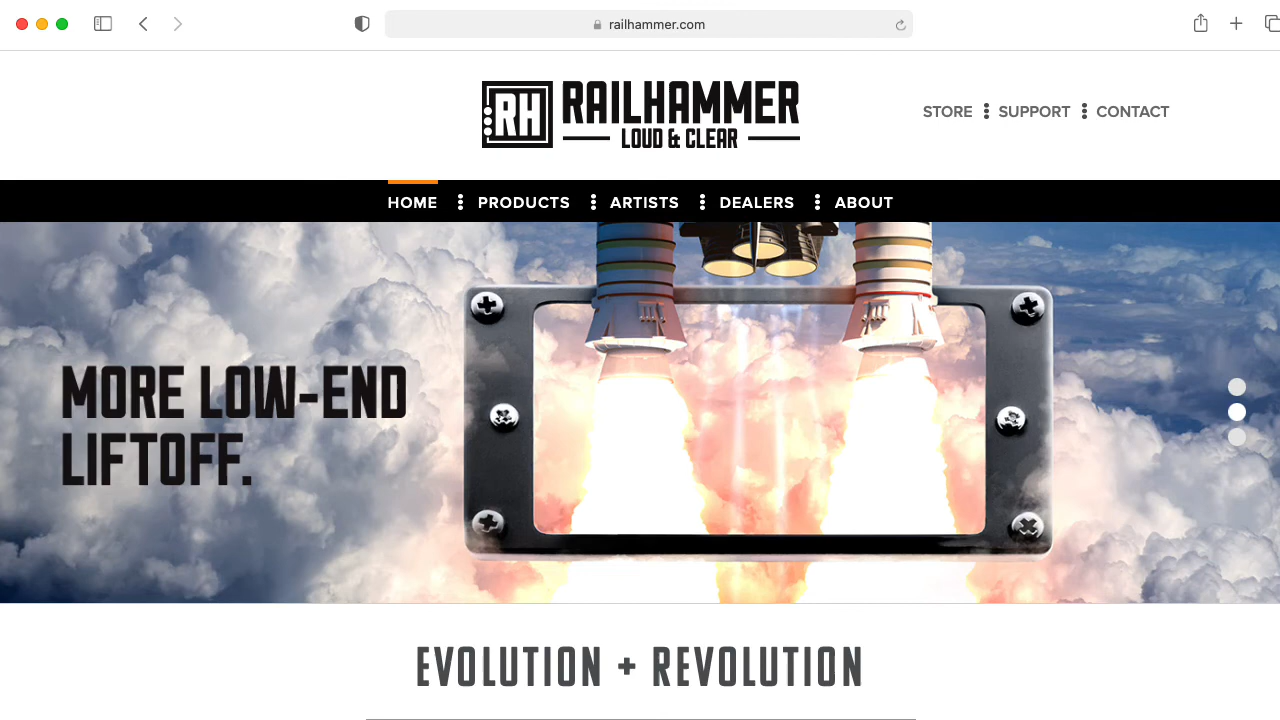 railhammer.com
RH RAILHAMMER
LOUD & CLEAR
STORE SUPPORT CONTACT
HOME PRODUCTS ARTISTS DEALERS ABOUT
MORE LOW-END
LIFTOFF.
EVOLUTION + REVOLUTION